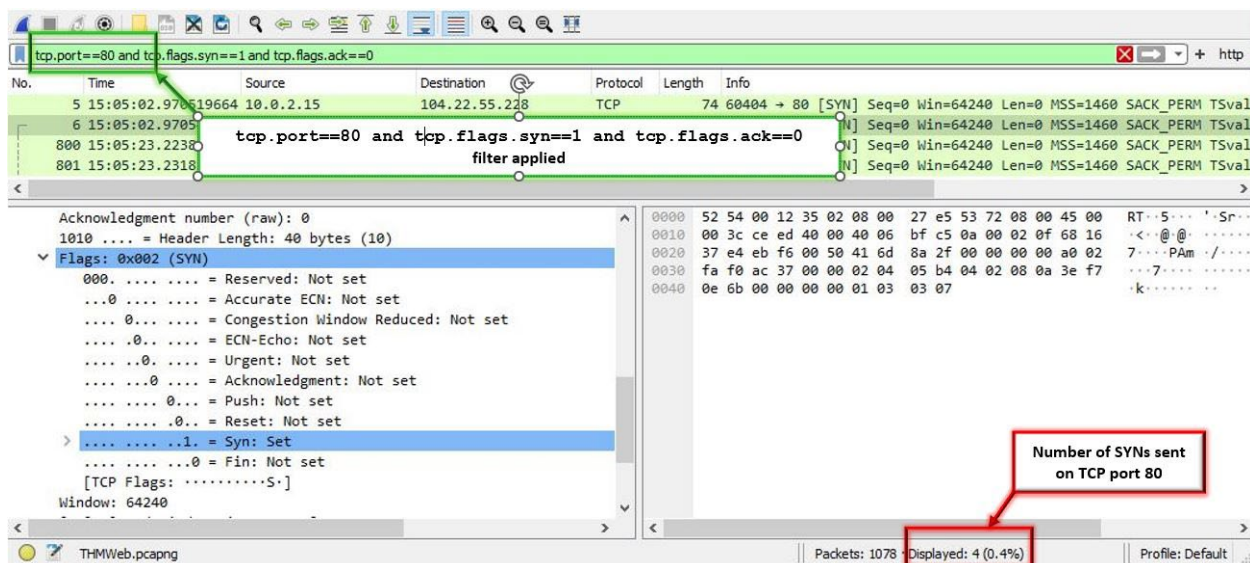 tcp.port==80 and tcp.flags.syn==1 and tcp.flags.ack==0
+ http
No. Time Source Destination Protocol Length Info
5 15:05:02.970519664 10.0.2.15 104.22.55.228 TCP 74 60404 → 80 [SYN] Seq=0 Win=64240 Len=0 MSS=1460 SACK_PERM TSval
6 15:05:02.9705 N] Seq=0 Win=64240 Len=0 MSS=1460 SACK_PERM TSval
800 15:05:23.2238 N] Seq=0 Win=64240 Len=0 MSS=1460 SACK_PERM TSval
801 15:05:23.2318 N] Seq=0 Win=64240 Len=0 MSS=1460 SACK_PERM TSval
tcp.port==80 and tcp.flags.syn==1 and tcp.flags.ack==0
filter applied
Acknowledgment number (raw): 0
1010 .... = Header Length: 40 bytes (10)
Flags: 0x002 (SYN)
000. .... .... = Reserved: Not set
...0 .... .... = Accurate ECN: Not set
.... 0... .... = Congestion Window Reduced: Not set
.... .0.. .... = ECN-Echo: Not set
.... ..0. .... = Urgent: Not set
.... ...0 .... = Acknowledgment: Not set
.... .... 0... = Push: Not set
.... .... .0.. = Reset: Not set
.... .... ..1. = Syn: Set
.... .... ...0 = Fin: Not set
[TCP Flags: ··········S·]
Window: 64240
0000 52 54 00 12 35 02 08 00 27 e5 53 72 08 00 45 00 RT··5··· '·Sr··E·
0010 00 3c ce ed 40 00 40 06 bf c5 0a 00 02 0f 68 16 ·<··@·@· ······
0020 37 e4 eb f6 00 50 41 6d 8a 2f 00 00 00 00 a0 02 7····PAm ·/····
0030 fa f0 ac 37 00 00 02 04 05 b4 04 02 08 0a 3e f7 ···7···· ······
0040 0e 6b 00 00 00 00 01 03 03 07 ·k······ ··
Number of SYNs sent
on TCP port 80
THMWeb.pcapng
Packets: 1078 · Displayed: 4 (0.4%)
Profile: Default